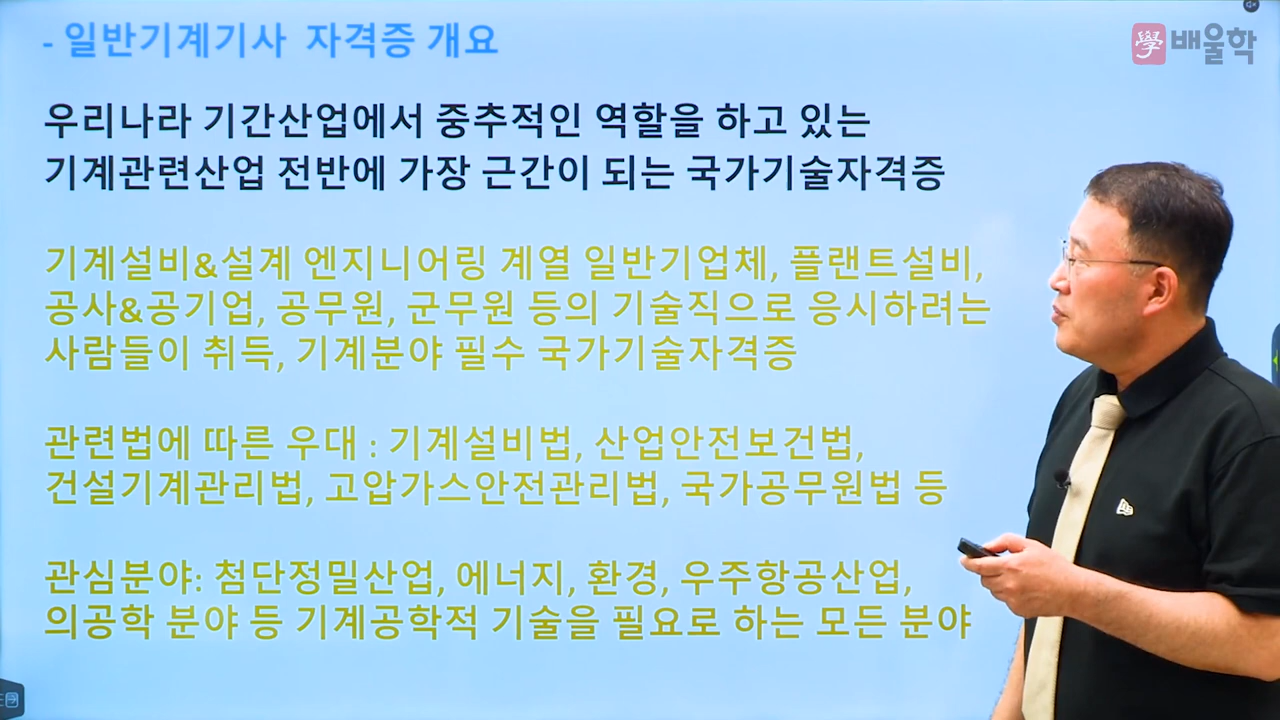 - 일반기계기사 자격증 개요
學 배울학
우리나라 기간산업에서 중추적인 역할을 하고 있는
기계관련산업 전반에 가장 근간이 되는 국가기술자격증
기계설비&설계 엔지니어링 계열 일반기업체, 플랜트설비,
공사&공기업, 공무원, 군무원 등의 기술직으로 응시하려는
사람들이 취득, 기계분야 필수 국가기술자격증
관련법에 따른 우대 : 기계설비법, 산업안전보건법,
건설기계관리법, 고압가스안전관리법, 국가공무원법 등
관심분야: 첨단정밀산업, 에너지, 환경, 우주항공산업,
의공학 분야 등 기계공학적 기술을 필요로 하는 모든 분야